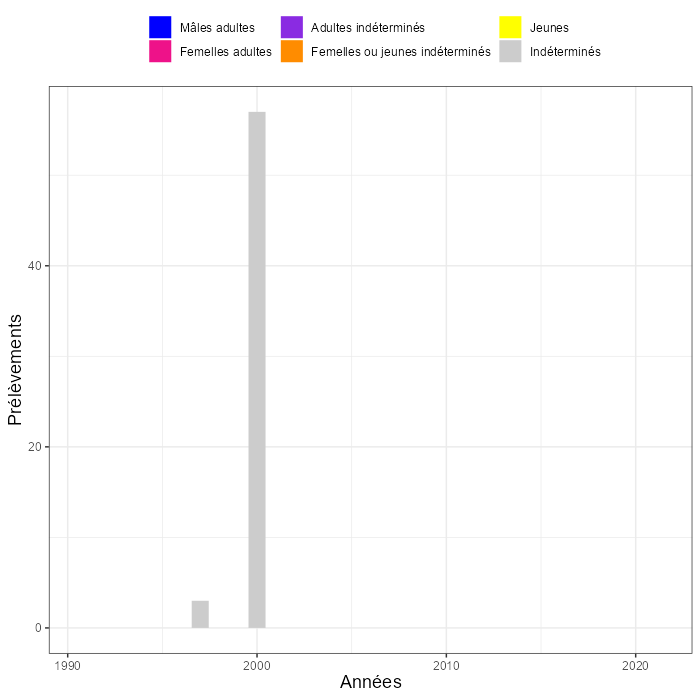 Mâles adultes
Adultes indéterminés
Jeunes
Femelles adultes
Femelles ou jeunes indéterminés
Indéterminés
Prélèvements
40
20
0
1990
2000
2010
2020
Années